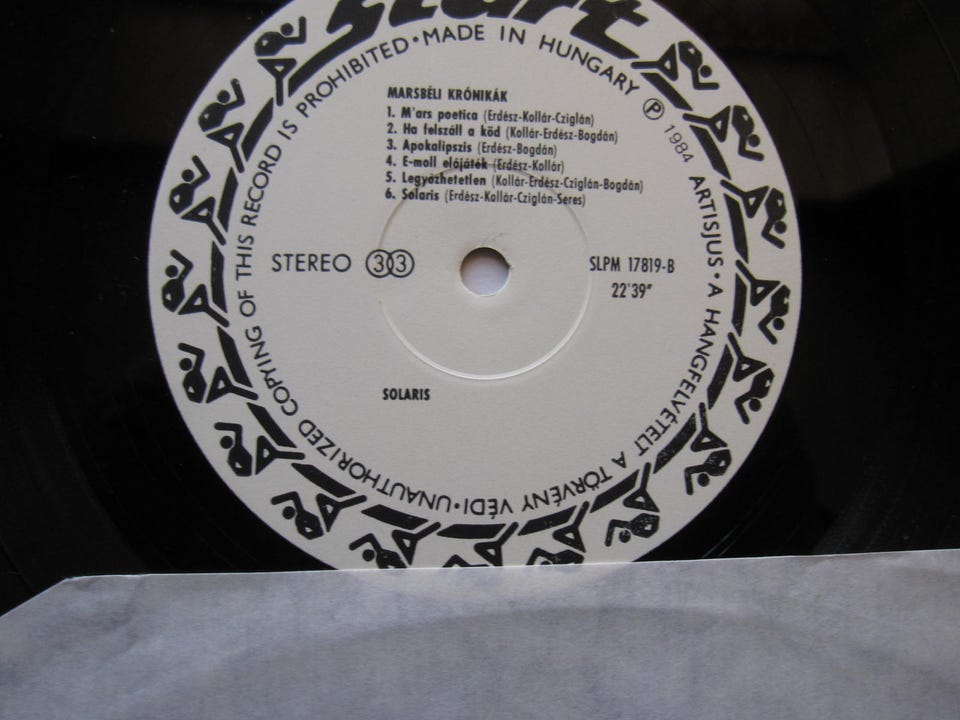 Start
UNAUTHORIZED COPYING OF THIS RECORD IS PROHIBITED • MADE IN HUNGARY Ⓟ 1984 ARTISJUS • A HANGFELVÉTELT A TÖRVÉNY VÉDI •
MARSBÉLI KRÓNIKÁK
1. M'ars poetica (Erdész-Kollár-Cziglán)
2. Ha felszáll a köd (Kollár-Erdész-Bogdán)
3. Apokalipszis (Erdész-Bogdán)
4. E-moll előjáték (Erdész-Kollár)
5. Legyőzhetetlen (Kollár-Erdész-Cziglán-Bogdán)
6. Solaris (Erdész-Kollár-Cziglán-Seres)
STEREO 33
SLPM 17819-B
22'39"
SOLARIS